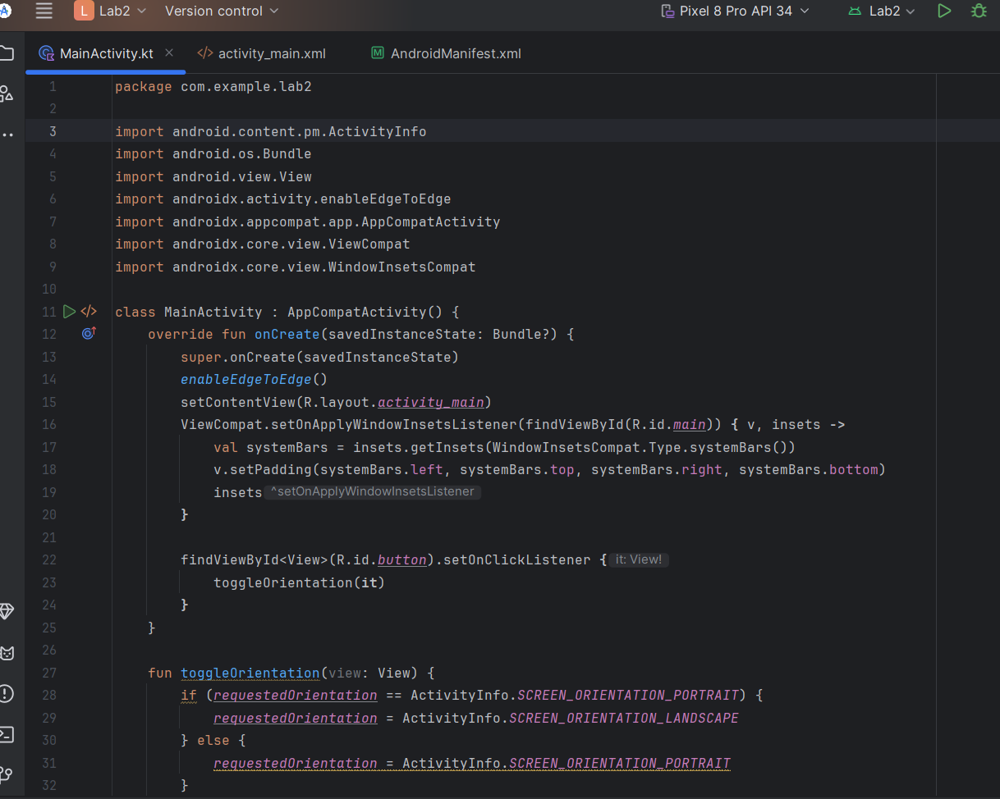 L Lab2 Version control Pixel 8 Pro API 34 Lab2
MainActivity.kt activity_main.xml M AndroidManifest.xml
1 package com.example.lab2
2
3 import android.content.pm.ActivityInfo
4 import android.os.Bundle
5 import android.view.View
6 import androidx.activity.enableEdgeToEdge
7 import androidx.appcompat.app.AppCompatActivity
8 import androidx.core.view.ViewCompat
9 import androidx.core.view.WindowInsetsCompat
10
11 </> class MainActivity : AppCompatActivity() {
12     override fun onCreate(savedInstanceState: Bundle?) {
13         super.onCreate(savedInstanceState)
14         enableEdgeToEdge()
15         setContentView(R.layout.activity_main)
16         ViewCompat.setOnApplyWindowInsetsListener(findViewById(R.id.main)) { v, insets ->
17             val systemBars = insets.getInsets(WindowInsetsCompat.Type.systemBars())
18             v.setPadding(systemBars.left, systemBars.top, systemBars.right, systemBars.bottom)
19             insets ^setOnApplyWindowInsetsListener
20         }
21
22         findViewById<View>(R.id.button).setOnClickListener { it: View!
23             toggleOrientation(it)
24         }
25     }
26
27     fun toggleOrientation(view: View) {
28         if (requestedOrientation == ActivityInfo.SCREEN_ORIENTATION_PORTRAIT) {
29             requestedOrientation = ActivityInfo.SCREEN_ORIENTATION_LANDSCAPE
30         } else {
31             requestedOrientation = ActivityInfo.SCREEN_ORIENTATION_PORTRAIT
32         }